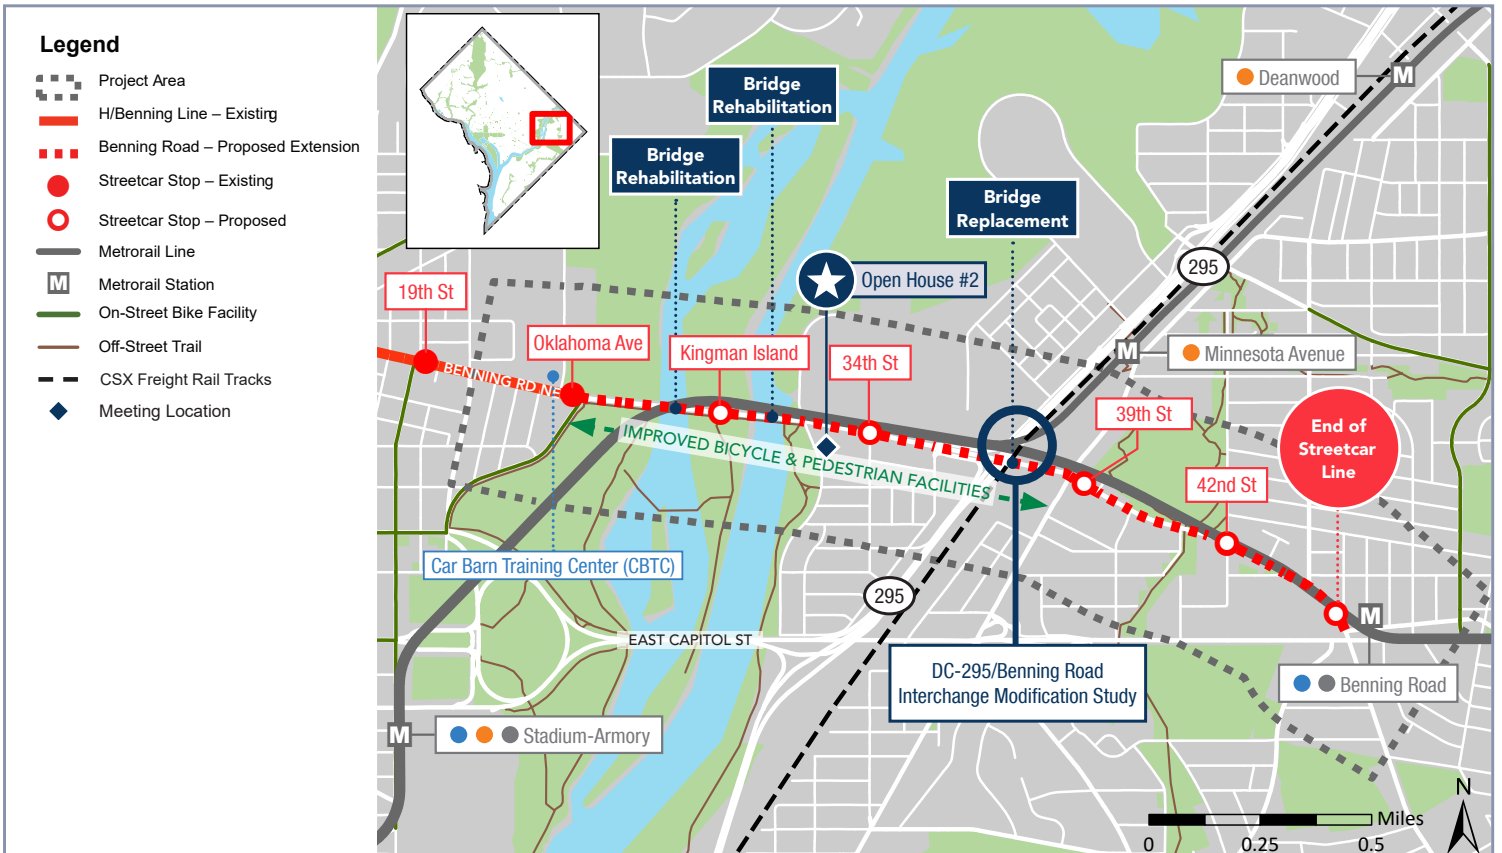 Legend
Project Area
H/Benning Line – Existing
Benning Road – Proposed Extension
Streetcar Stop – Existing
Streetcar Stop – Proposed
Metrorail Line
M
Metrorail Station
On-Street Bike Facility
Off-Street Trail
CSX Freight Rail Tracks
Meeting Location
Bridge
Rehabilitation
Bridge
Rehabilitation
Bridge
Replacement
Deanwood
M
295
Open House #2
19th St
Oklahoma Ave
Kingman Island
34th St
M
Minnesota Avenue
BENNING RD NE
IMPROVED BICYCLE & PEDESTRIAN FACILITIES
39th St
End of
Streetcar
Line
42nd St
Car Barn Training Center (CBTC)
295
EAST CAPITOL ST
M
DC-295/Benning Road
Interchange Modification Study
Benning Road
M
Stadium-Armory
N
Miles
0
0.25
0.5